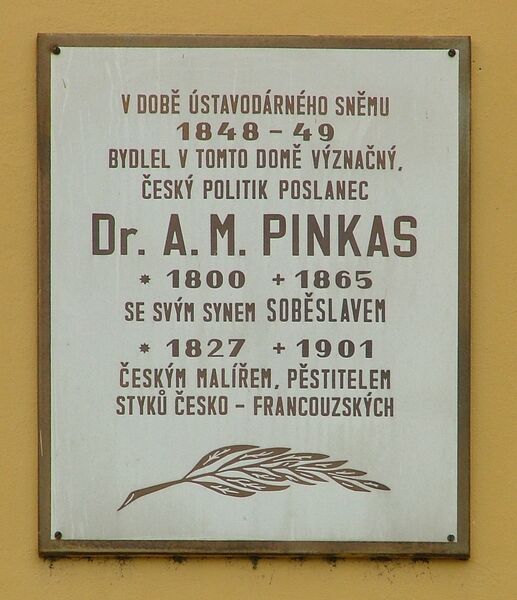 V DOBĚ ÚSTAVODÁRNÉHO SNĚMU
1848 - 49
BYDLEL V TOMTO DOMĚ VÝZNAČNÝ,
ČESKÝ POLITIK POSLANEC
Dr. A. M. PINKAS
* 1800 + 1865
SE SVÝM SYNEM SOBĚSLAVEM
* 1827 + 1901
ČESKÝM MALÍŘEM, PĚSTITELEM
STYKŮ ČESKO - FRANCOUZSKÝCH